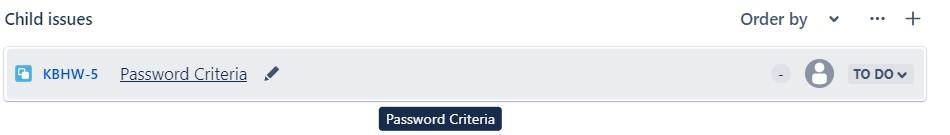 Child issues Order by
KBHW-5 Password Criteria - TO DO
Password Criteria